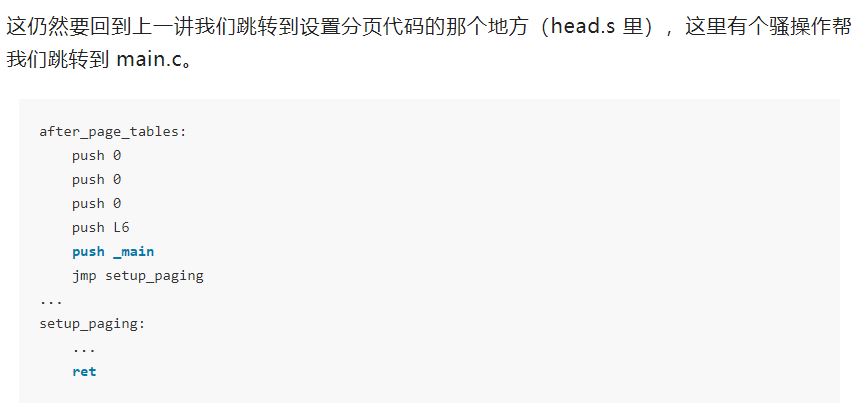 这仍然要回到上一讲我们跳转到设置分页代码的那个地方（head.s 里），这里有个骚操作帮
我们跳转到 main.c。
after_page_tables:
    push 0
    push 0
    push 0
    push L6
    push _main
    jmp setup_paging
...
setup_paging:
    ...
    ret